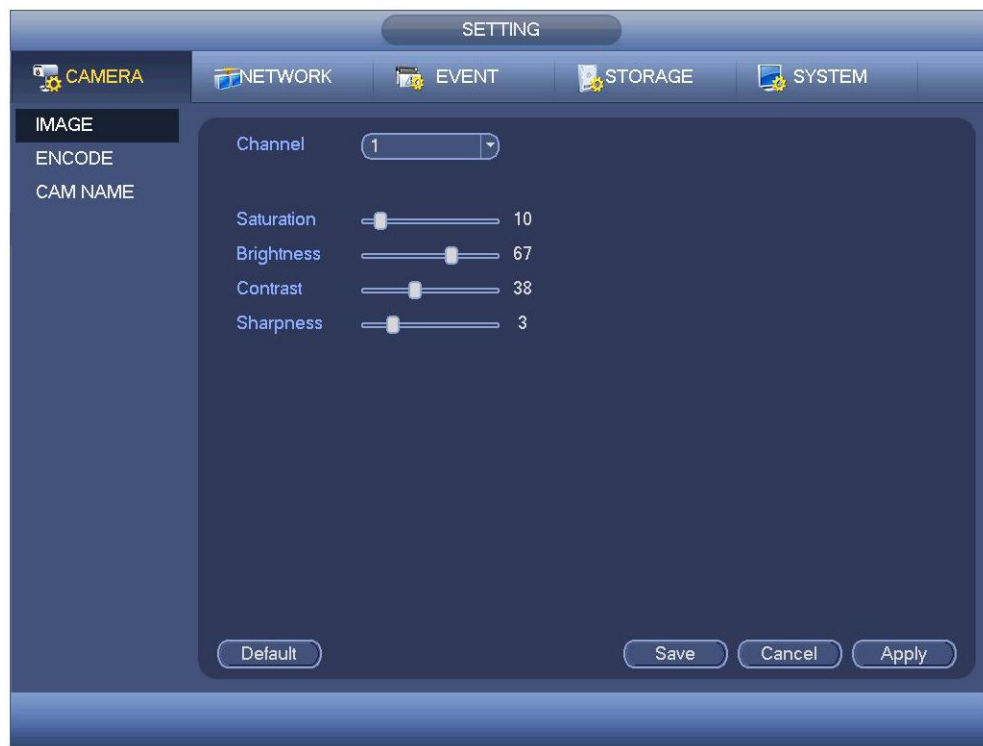 SETTING
CAMERA NETWORK EVENT STORAGE SYSTEM
IMAGE
ENCODE
CAM NAME
Channel 1
Saturation 10
Brightness 67
Contrast 38
Sharpness 3
Default Save Cancel Apply